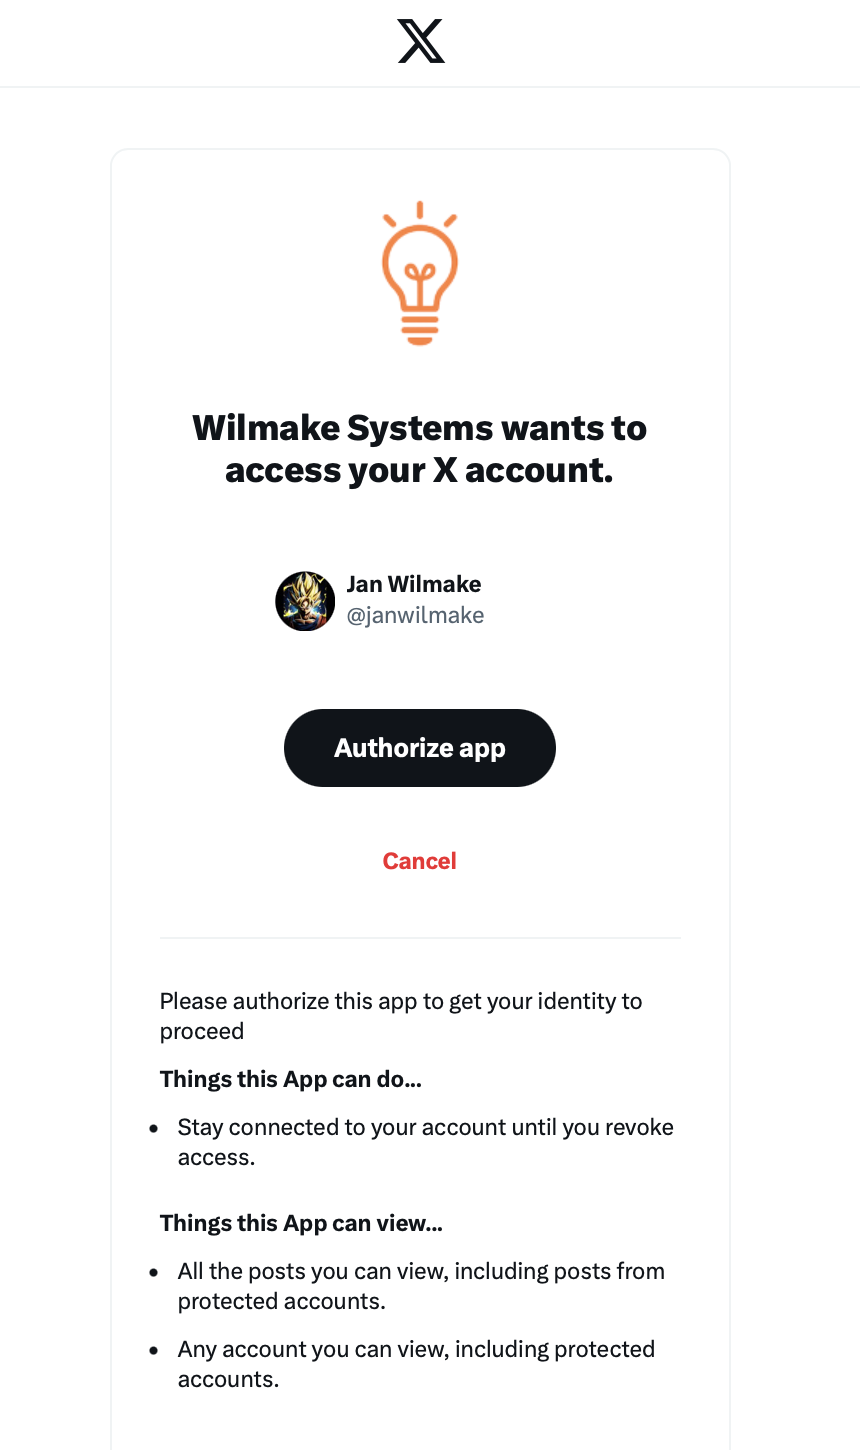 Wilmake Systems wants to
access your X account.
Jan Wilmake
@janwilmake
Authorize app
Cancel
Please authorize this app to get your identity to
proceed
Things this App can do...
• Stay connected to your account until you revoke
access.
Things this App can view...
• All the posts you can view, including posts from
protected accounts.
• Any account you can view, including protected
accounts.